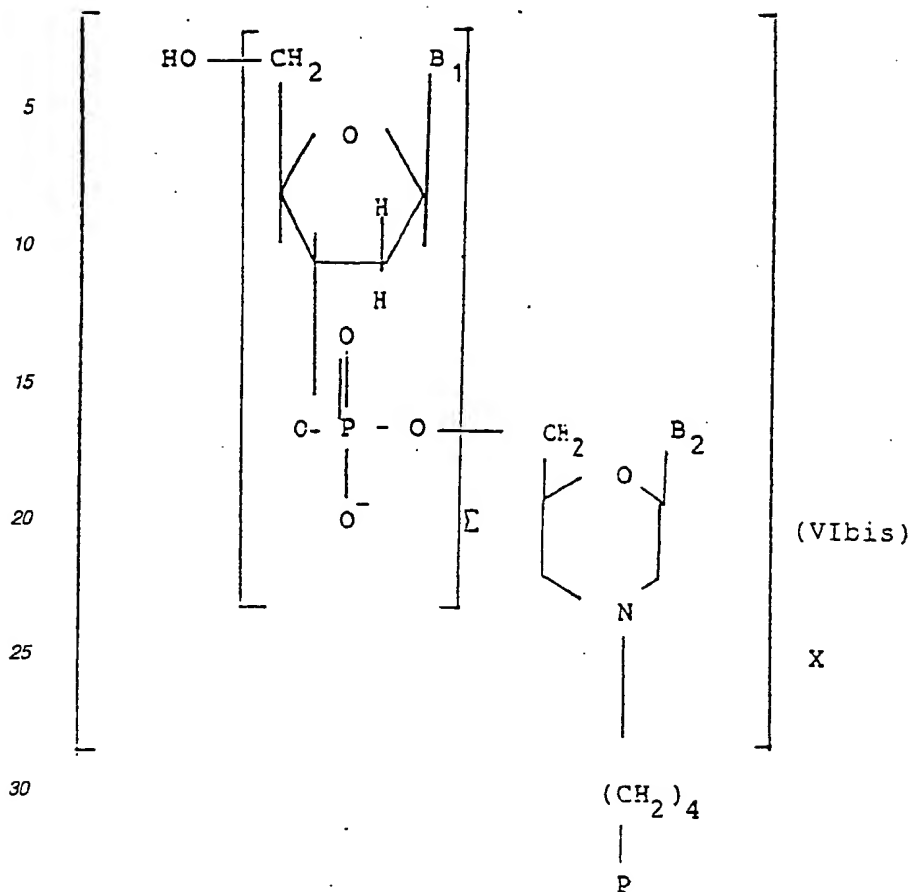 HO CH2 B1
5
O
H
10
H
O
15
O- P - O CH2 B2
O
20 O- Σ (VIbis)
N
25 X
30 (CH2)4
P